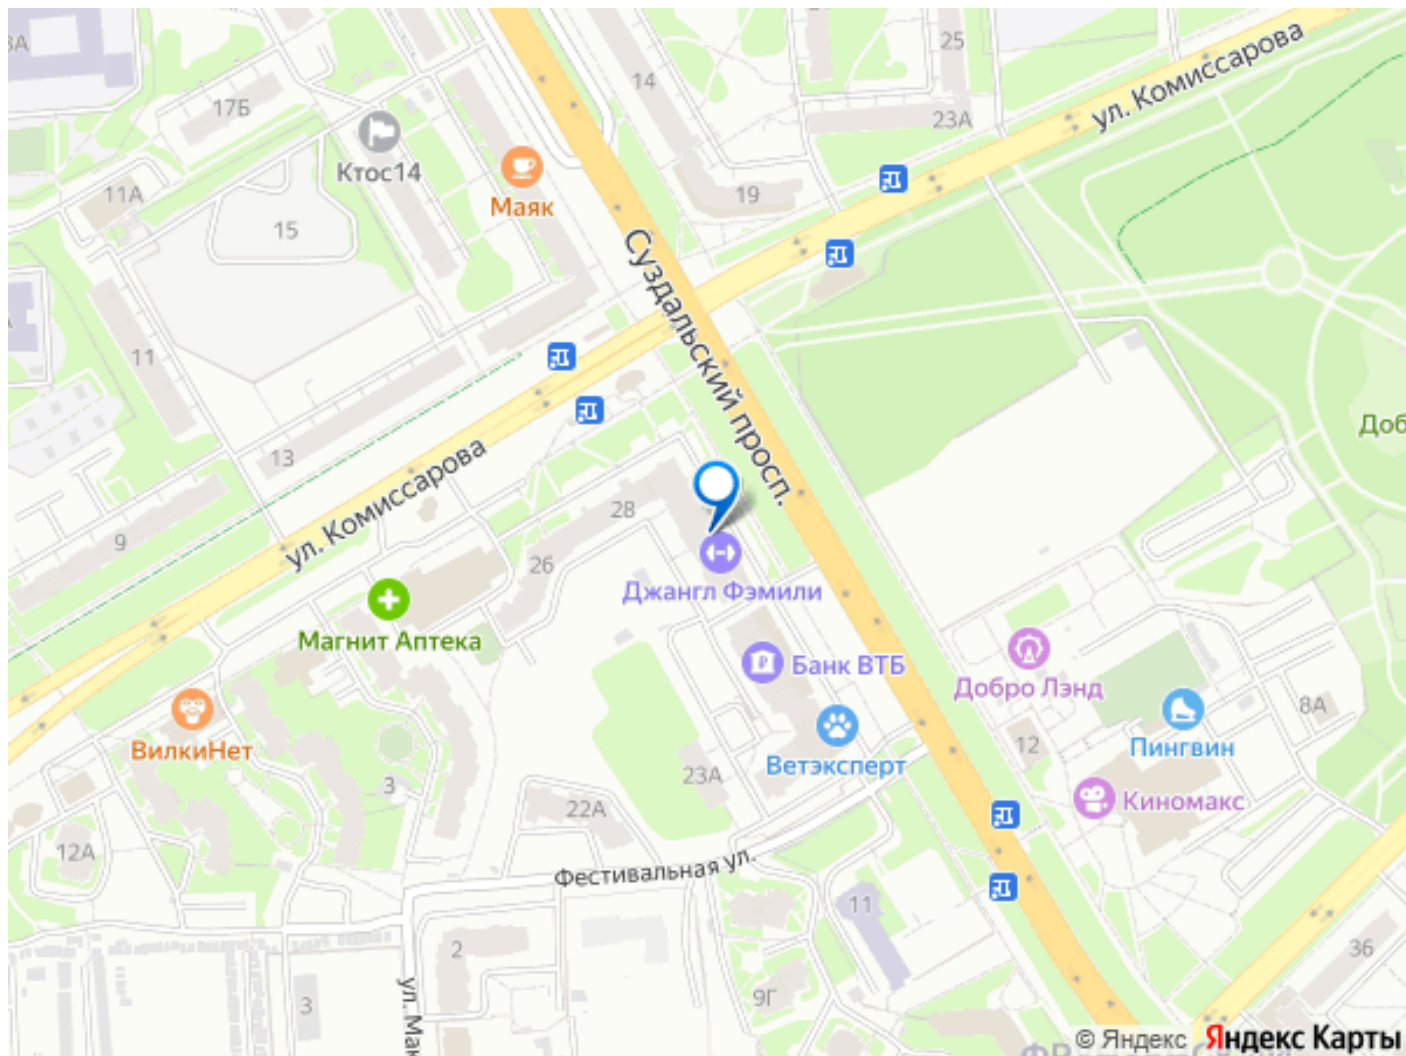 25
3А
14
ул. Комиссарова
17Б
23А
Ктос14
11А
Маяк
19
15
Суздальский просп.
11
Доб
13
ул. Комиссарова
28
9
26
Джангл Фэмили
Магнит Аптека
Банк ВТБ
Добро Лэнд
8А
ВилкиНет
12
Пингвин
Ветэксперт
23А
3
22А
Киномакс
12А
Фестивальная ул.
11
2
36
ул. Мак
3
9Г
© Яндекс Яндекс Карты